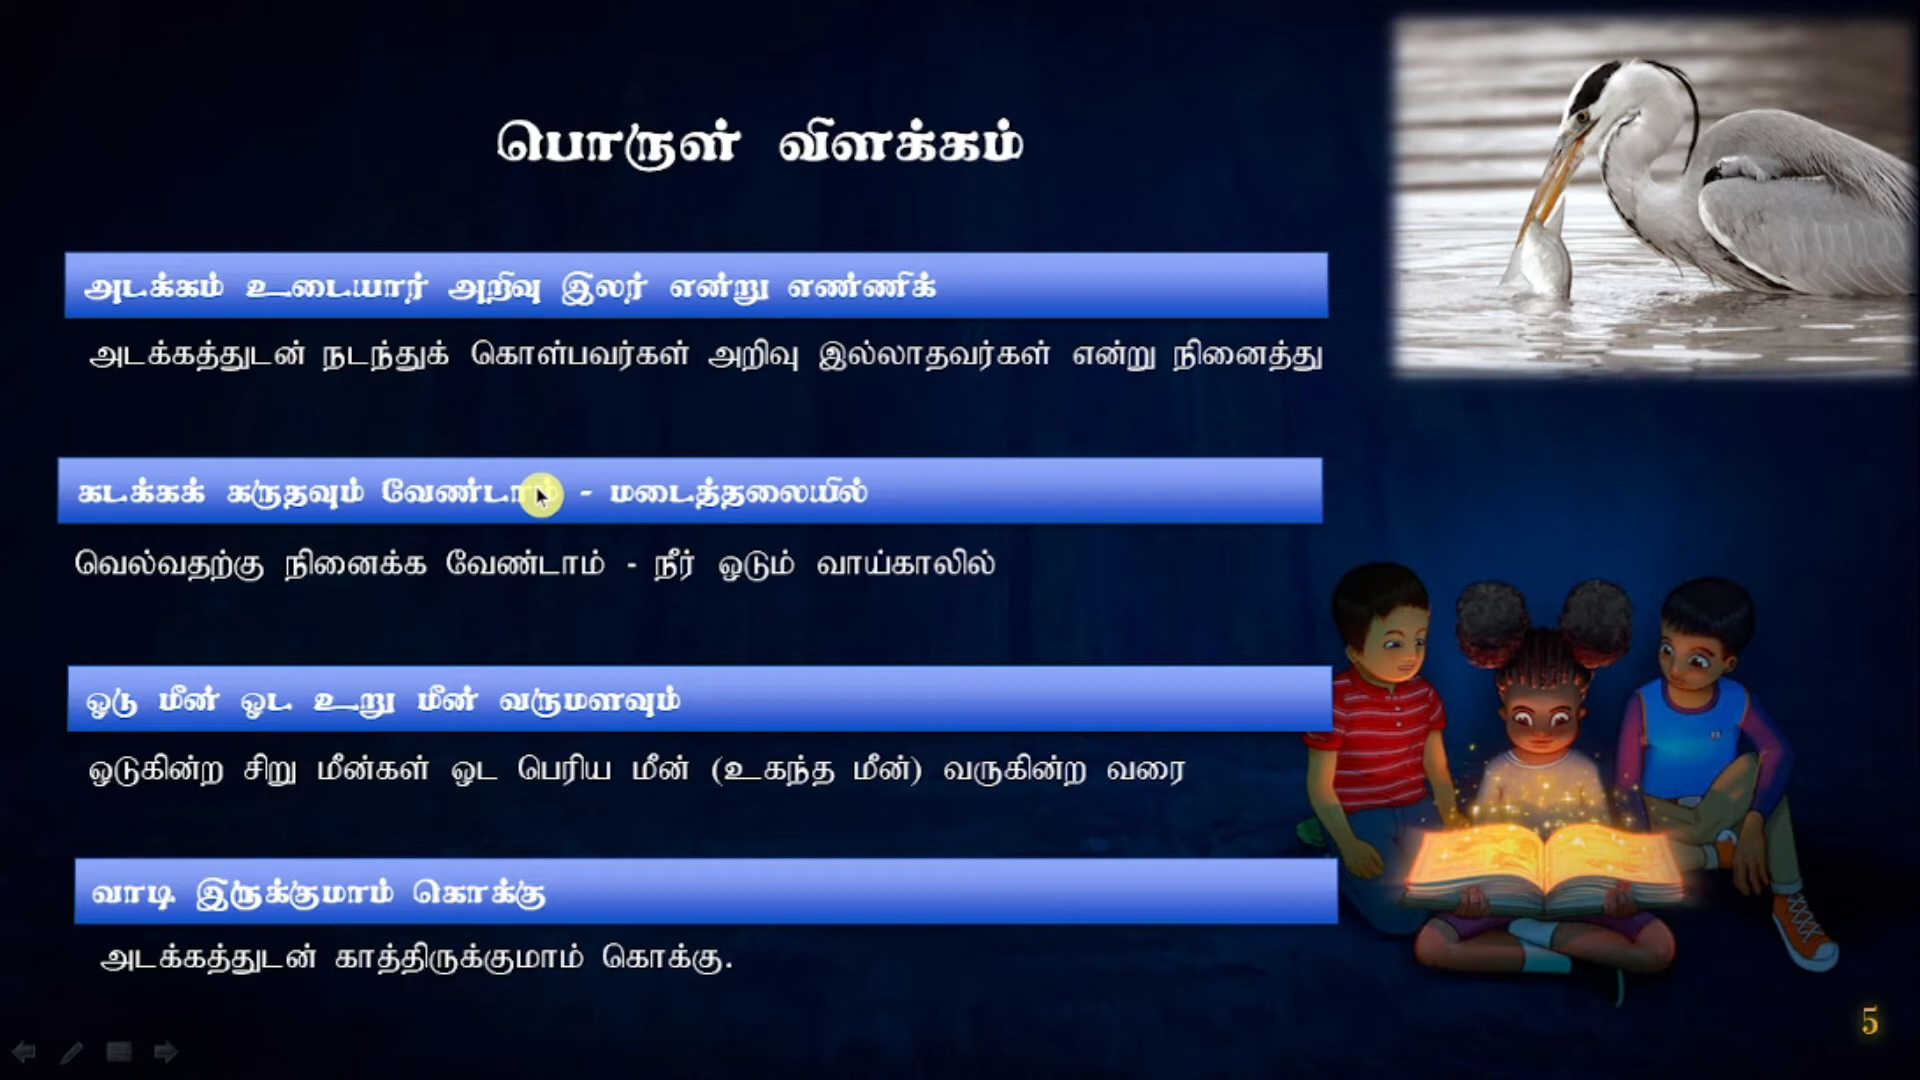 பொருள் விளக்கம்
அடக்கம் உடையார் அறிவு இலர் என்று எண்ணிக்
அடக்கத்துடன் நடந்துக் கொள்பவர்கள் அறிவு இல்லாதவர்கள் என்று நினைத்து
கடக்கக் கருதவும் வேண்டாம் - மடைத்தலையில்
வெல்வதற்கு நினைக்க வேண்டாம் - நீர் ஓடும் வாய்காலில்
ஓடு மீன் ஓட உறு மீன் வருமளவும்
ஓடுகின்ற சிறு மீன்கள் ஓட பெரிய மீன் (உகந்த மீன்) வருகின்ற வரை
வாடி இருக்குமாம் கொக்கு
அடக்கத்துடன் காத்திருக்குமாம் கொக்கு.
5